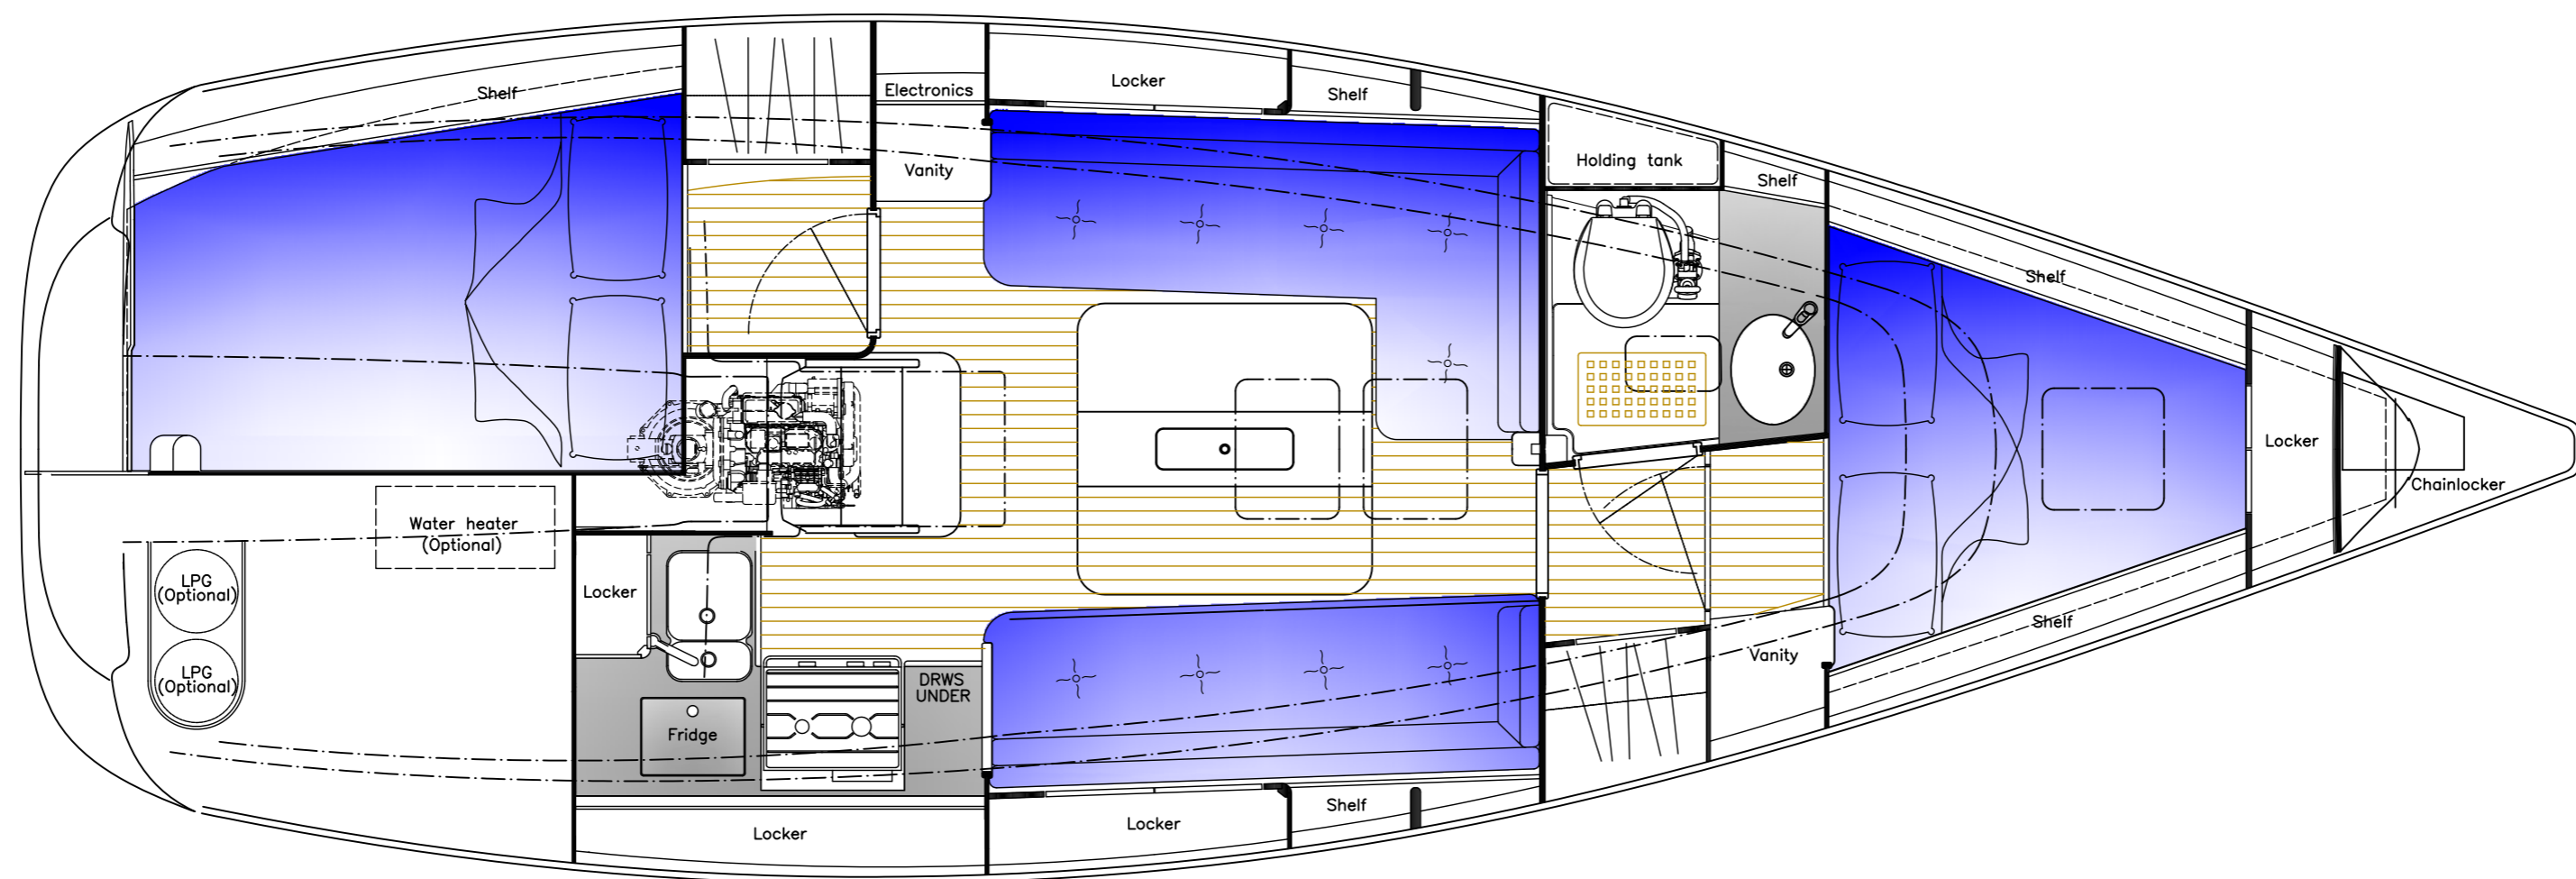 Shelf
Electronics
Vanity
Locker
Shelf
Holding tank
Shelf
Shelf
Locker
Chainlocker
Water heater
(Optional)
LPG
(Optional)
LPG
(Optional)
Locker
Fridge
DRWS
UNDER
Locker
Locker
Shelf
Vanity
Shelf